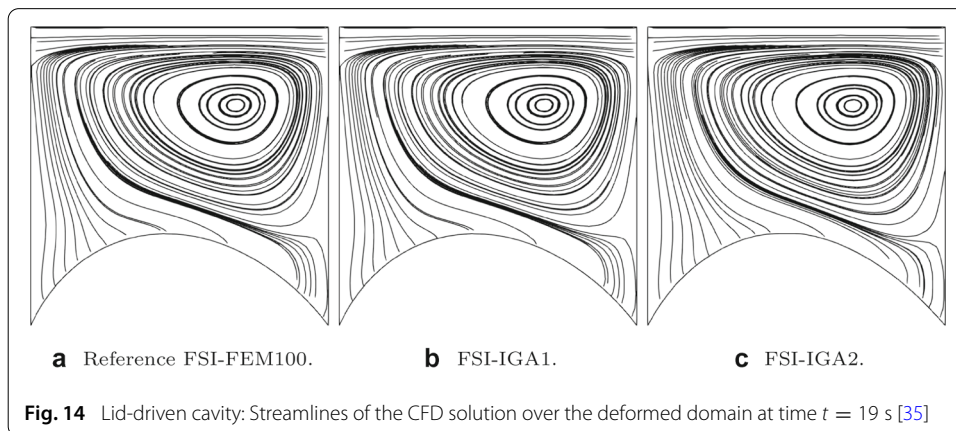 a Reference FSI-FEM100.
b FSI-IGA1.
c FSI-IGA2.
Fig. 14 Lid-driven cavity: Streamlines of the CFD solution over the deformed domain at time t = 19 s [35]